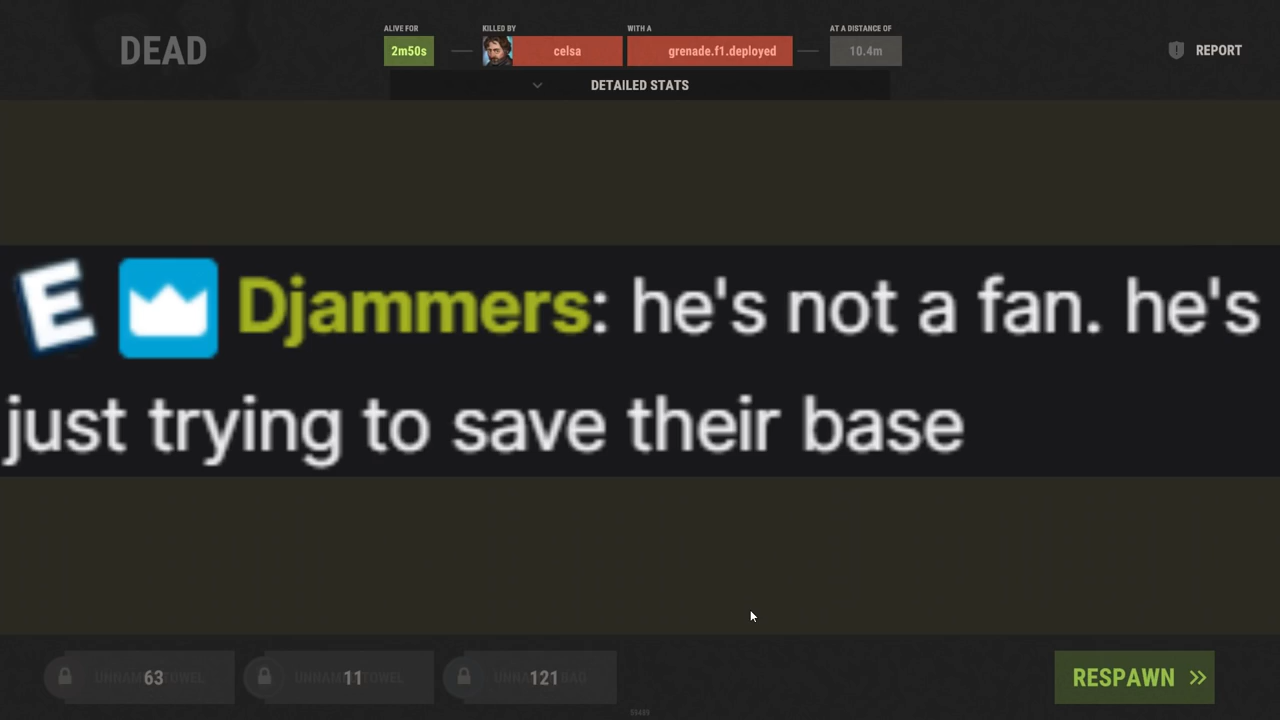 DEAD
ALIVE FOR
2m50s
KILLED BY
celsa
WITH A
grenade.f1.deployed
AT A DISTANCE OF
10.4m
REPORT
DETAILED STATS
E Djammers: he's not a fan. he's
just trying to save their base
63
11
121
RESPAWN